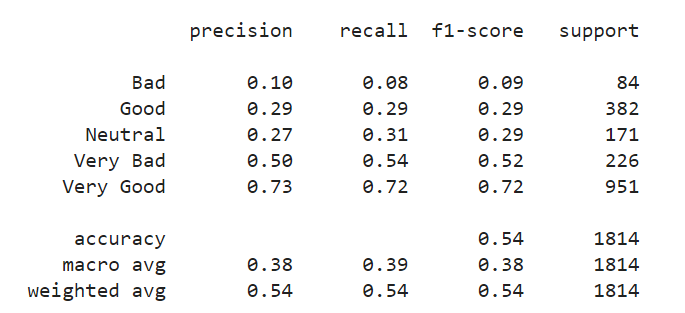 precision recall f1-score support
Bad 0.10 0.08 0.09 84
Good 0.29 0.29 0.29 382
Neutral 0.27 0.31 0.29 171
Very Bad 0.50 0.54 0.52 226
Very Good 0.73 0.72 0.72 951
accuracy 0.54 1814
macro avg 0.38 0.39 0.38 1814
weighted avg 0.54 0.54 0.54 1814